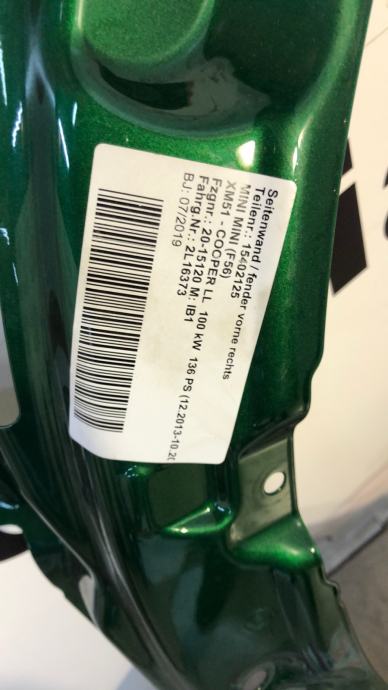 Seitenwand / fender vorne rechts
Teilenr.: 15402125
MINI MINI (F56)
XM51 - COOPER LL 100 kW 136 PS (12.2013-10.20
Fzgnr.: 20-15120 M: IB1
Fahrg.Nr.: 2L16373
BJ: 07/2019